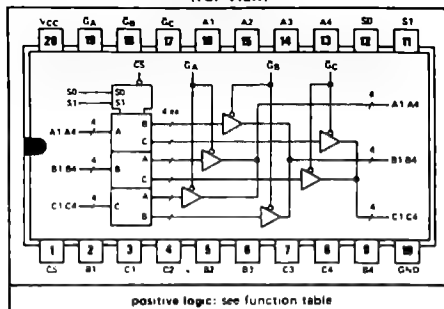 VCC GA GB GC A1 A2 A3 A4 S0 S1
20 19 18 17 16 15 14 13 12 11
CS GA GB GC
S0 S0
S1 S1
4 ea
A1 A4 4 A B 4 A1 A4
C
B1 B4 4 B A 4 B1 B4
C
C1 C4 4 C A 4 C1 C4
B
1 2 3 4 5 6 7 8 9 10
CS B1 C1 C2 B2 B3 C3 C4 B4 GND
positive logic: see function table